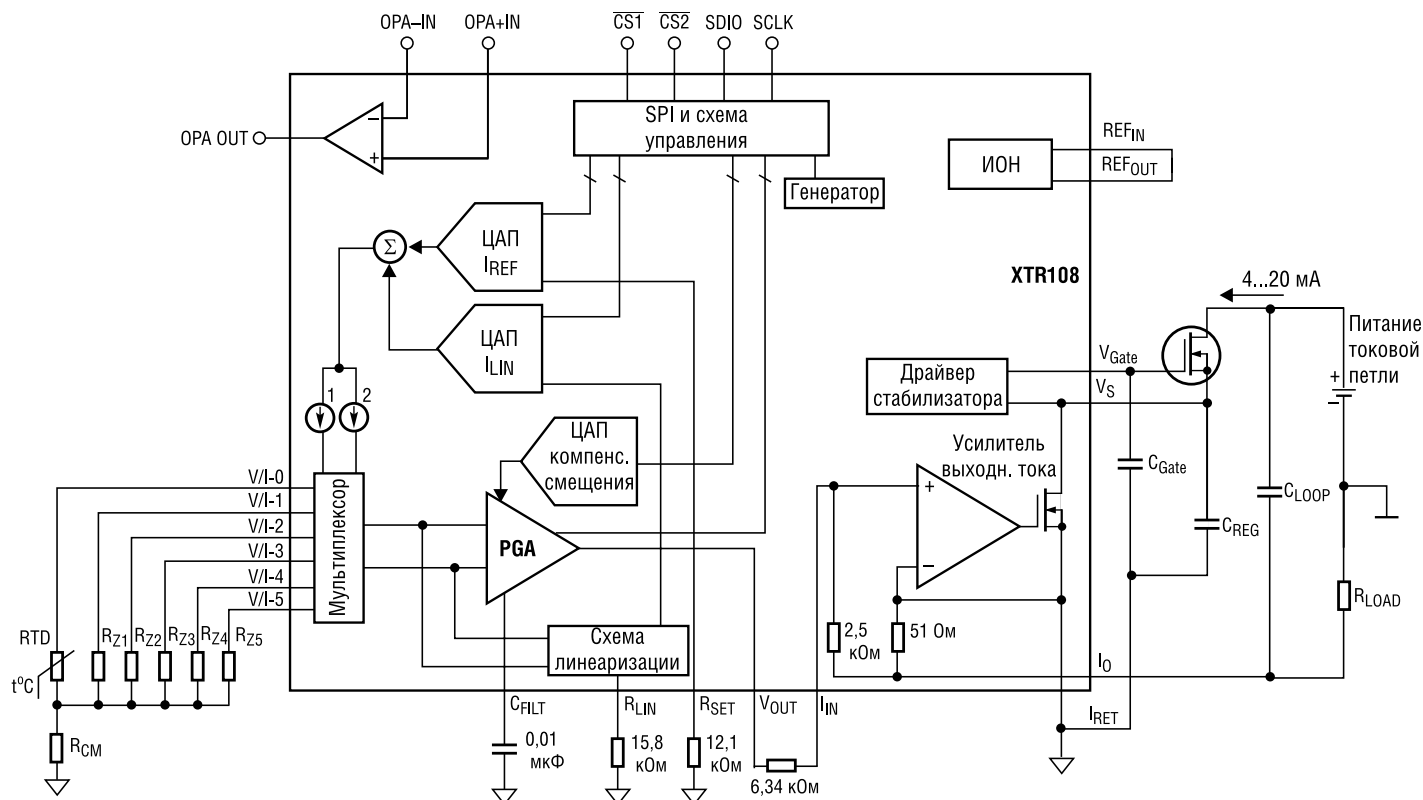 OPA–IN
OPA+IN
CS1
CS2
SDIO
SCLK
OPA OUT
SPI и схема
управления
Генератор
ИОН
REFIN
REFOUT
ЦАП
IREF
Σ
ЦАП
ILIN
XTR108
4...20 мА
Питание
токовой
петли
VGate
VS
Драйвер
стабилизатора
1
2
ЦАП
компенс.
смещения
Усилитель
выходн. тока
CGate
CLOOP
CREG
V/I-0
V/I-1
V/I-2
V/I-3
V/I-4
V/I-5
Мультиплексор
PGA
+
–
RLOAD
RTD
t°C
RZ1
RZ2
RZ3
RZ4
RZ5
Схема
линеаризации
2,5
кОм
51 Ом
IO
CFILT
RLIN
RSET
VOUT
IIN
IRET
RCM
0,01
мкФ
15,8
кОм
12,1
кОм
6,34 кОм